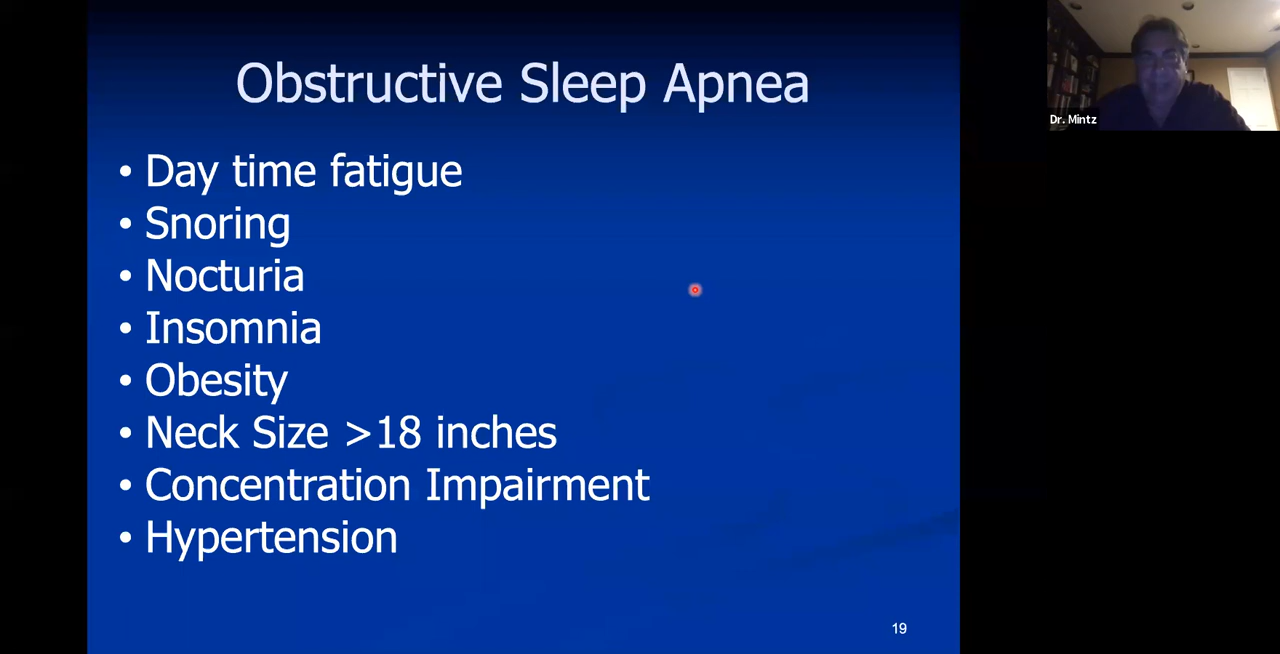 Obstructive Sleep Apnea
• Day time fatigue
• Snoring
• Nocturia
• Insomnia
• Obesity
• Neck Size >18 inches
• Concentration Impairment
• Hypertension
19
Dr. Mintz